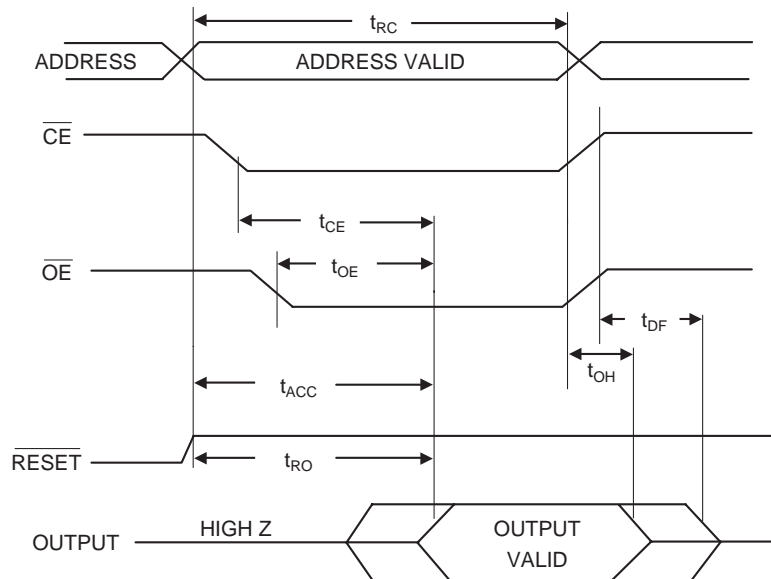 tRC
ADDRESS
ADDRESS VALID
CE
tCE
tOE
OE
tDF
tOH
tACC
RESET
tRO
OUTPUT
HIGH Z
OUTPUT
VALID